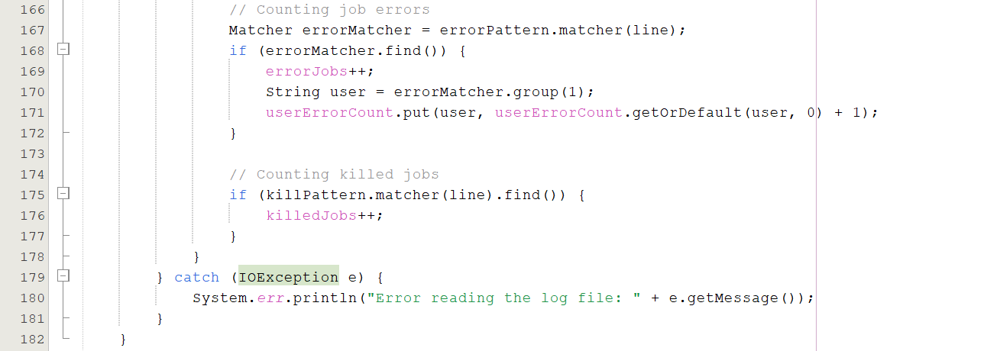 166 // Counting job errors
167 Matcher errorMatcher = errorPattern.matcher(line);
168 if (errorMatcher.find()) {
169 errorJobs++;
170 String user = errorMatcher.group(1);
171 userErrorCount.put(user, userErrorCount.getOrDefault(user, 0) + 1);
172 }
173
174 // Counting killed jobs
175 if (killPattern.matcher(line).find()) {
176 killedJobs++;
177 }
178 }
179 } catch (IOException e) {
180 System.err.println("Error reading the log file: " + e.getMessage());
181 }
182 }